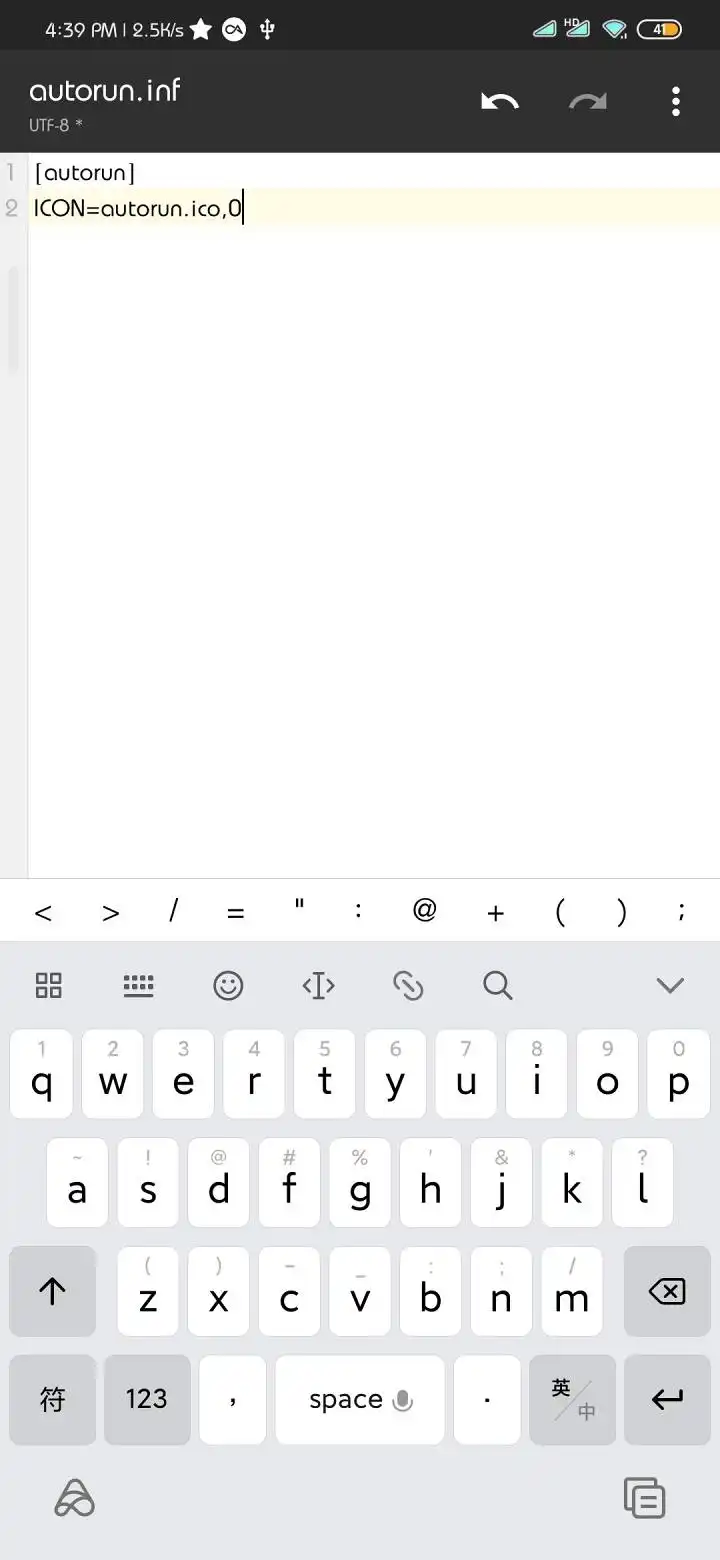 4:39 PM | 2.5K/s HD 41
autorun.inf
UTF-8 *
1 [autorun]
2 ICON=autorun.ico,0
< > / = " : @ + ( ) ;
1 2 3 4 5 6 7 8 9 0
q w e r t y u i o p
~ ! @ # % ' & * ?
a s d f g h j k l
( ) - _ : ; /
z x c v b n m
符 123 , space . 英/中